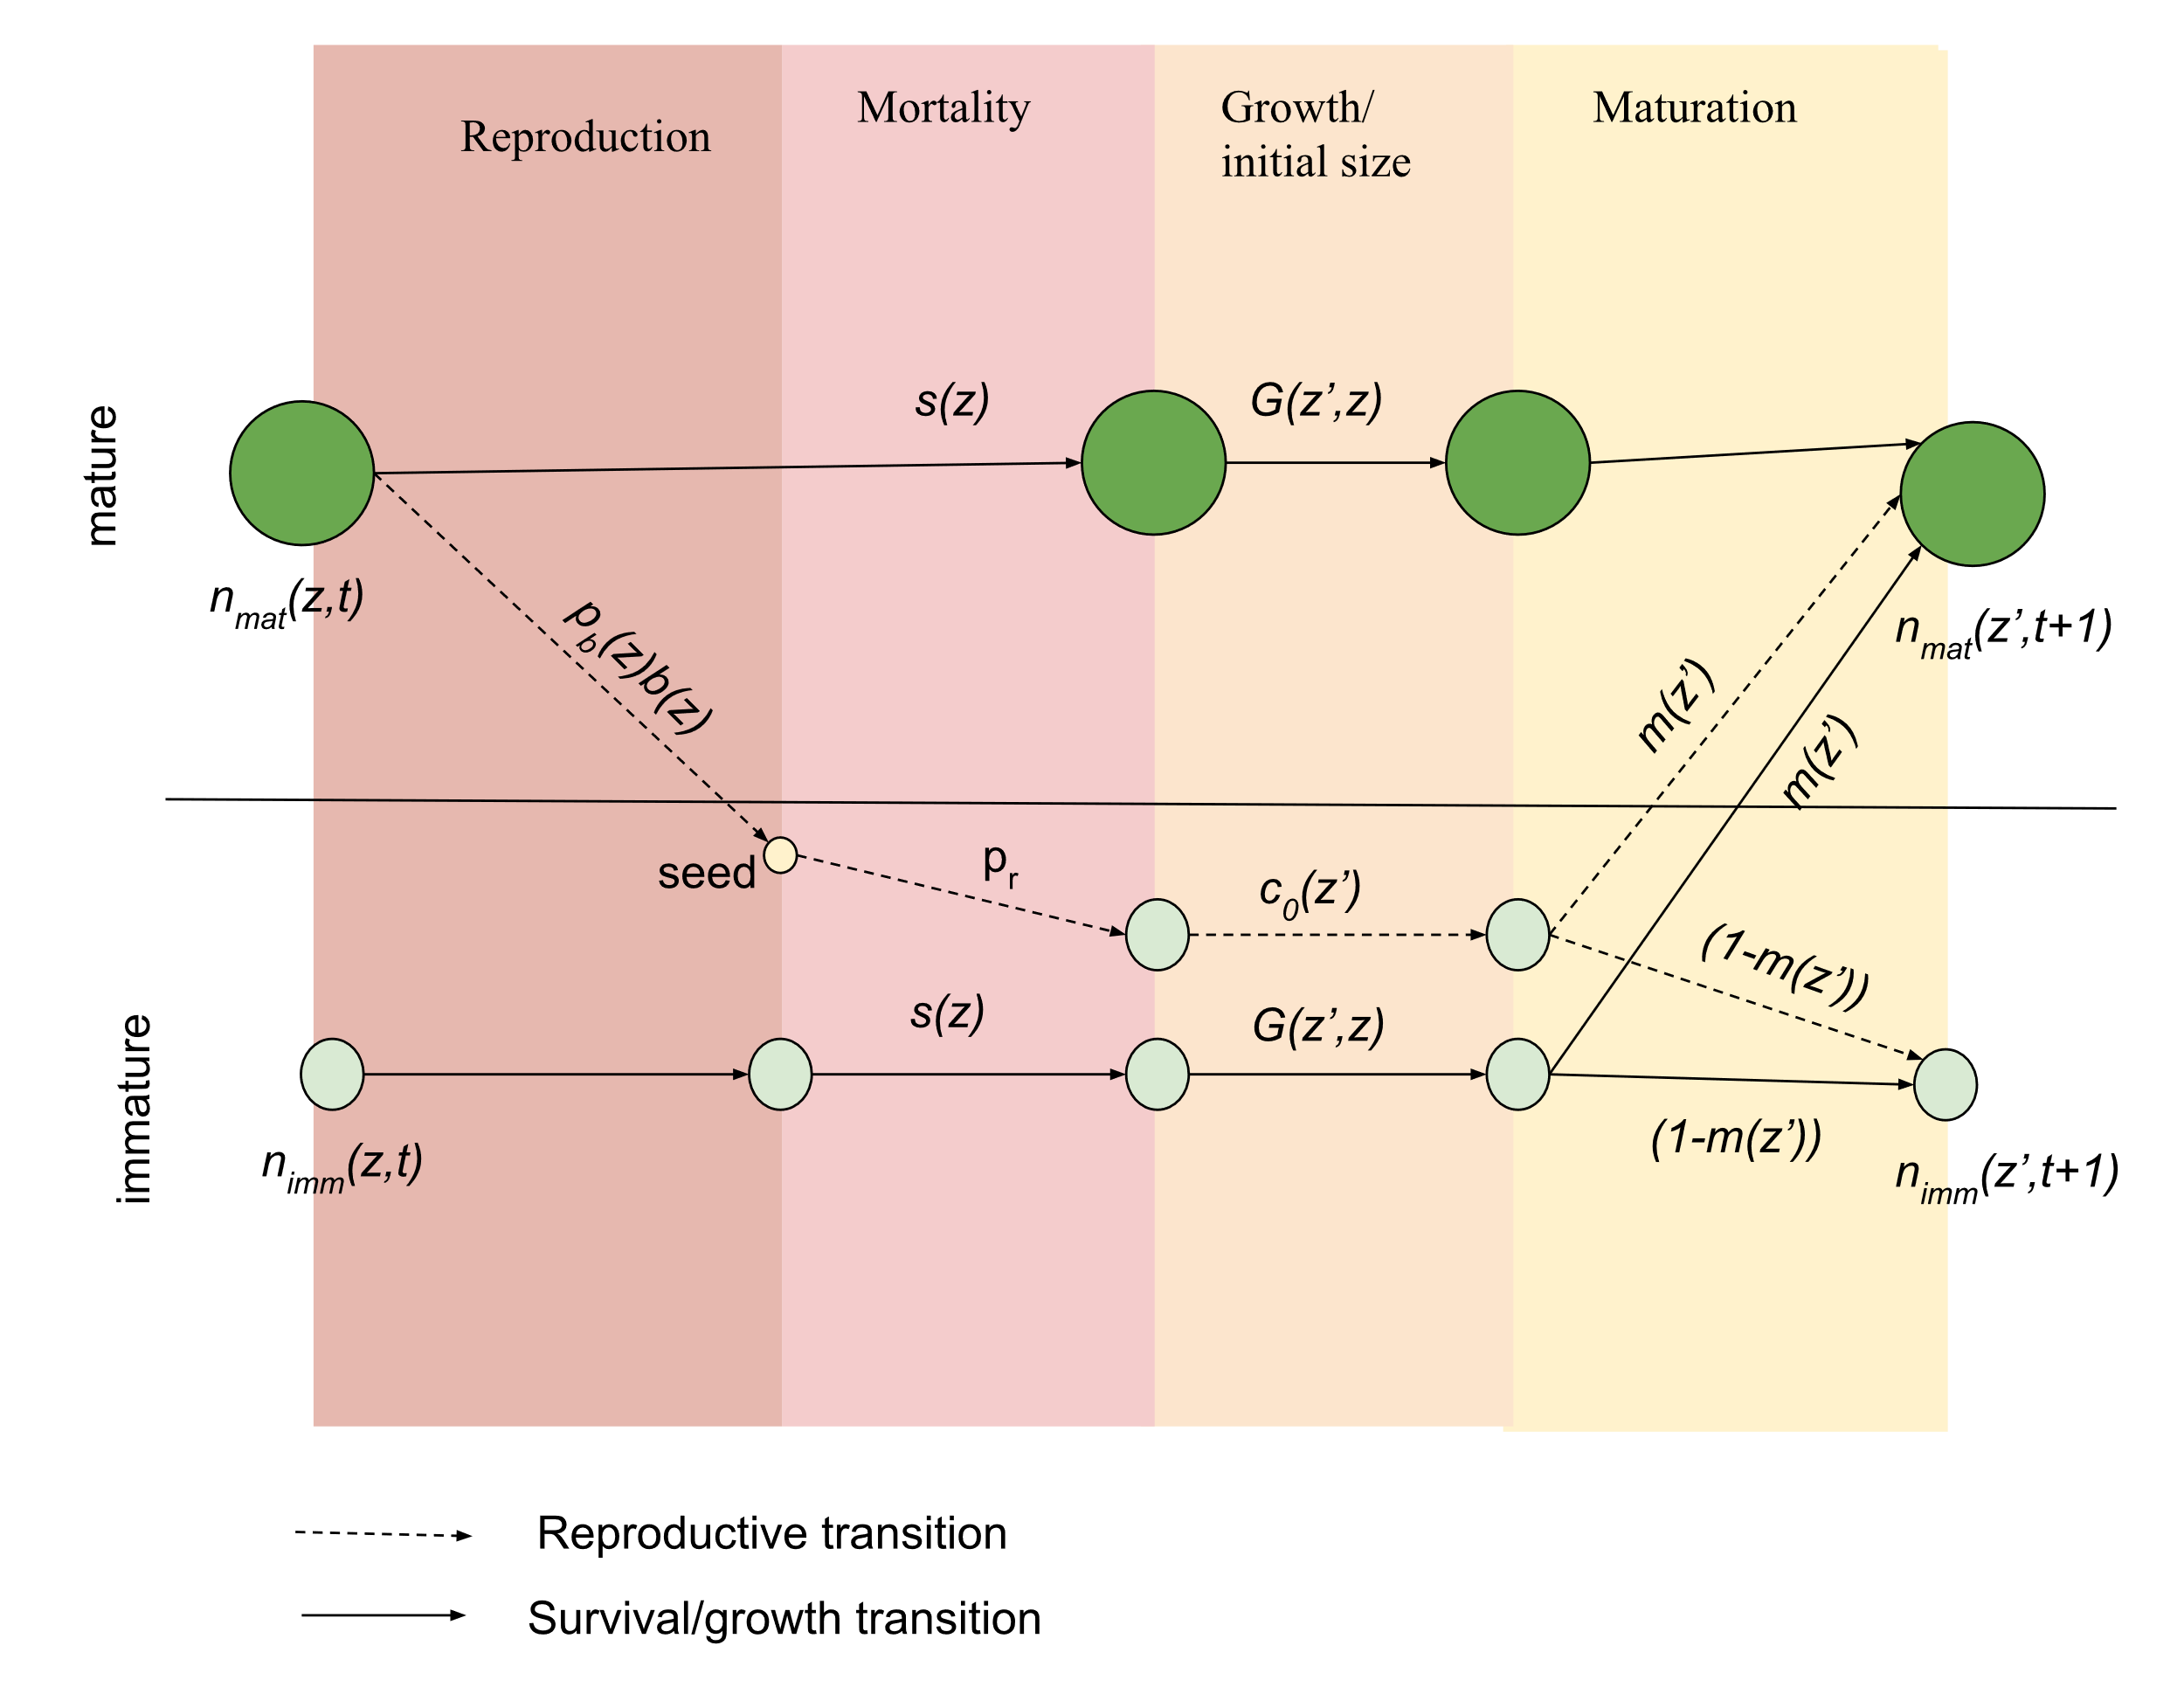 Reproduction
Mortality
Growth/
initial size
Maturation
mature
s(z)
G(z',z)
n_mat(z,t)
p_b(z)b(z)
m(z')
n_mat(z',t+1)
m(z')
seed
p_r
c_0(z')
(1-m(z'))
immature
s(z)
G(z',z)
n_imm(z,t)
(1-m(z'))
n_imm(z',t+1)
Reproductive transition
Survival/growth transition